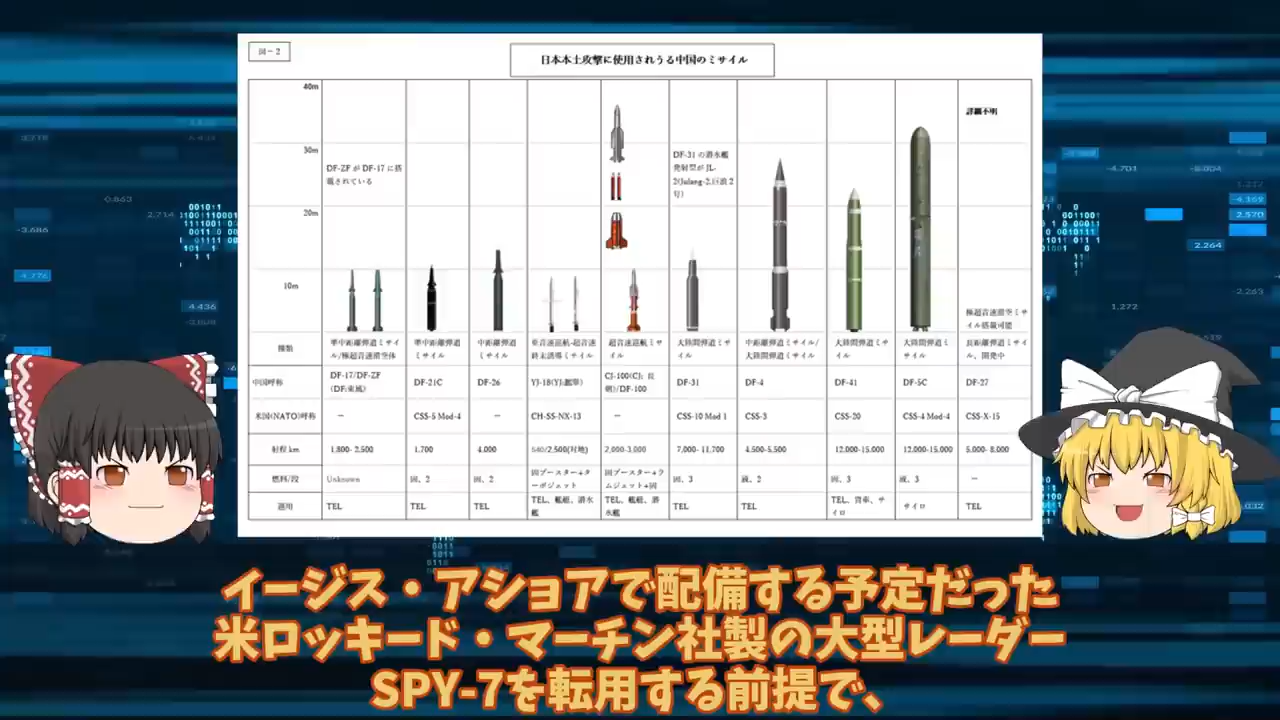 図-2
日本本土攻撃に使用されうる中国のミサイル
40m
30m
20m
10m
DF-ZF が DF-17 に搭
載されている
DF-31 の潜水艦
発射型が JL-
2(Julang-2,巨浪 2
号)
詳細不明
極超音速滑空ミサ
イル搭載可能
種類
準中距離弾道ミサイ
ル/極超音速滑空体
準中距離弾道
ミサイル
中距離弾道
ミサイル
亜音速巡航-超音速
終末誘導ミサイル
超音速巡航ミサ
イル
大陸間弾道ミサ
イル
中距離弾道ミサイル/
大陸間弾道ミサイル
大陸間弾道ミサ
イル
大陸間弾道ミサ
イル
長距離弾道ミサイ
ル、開発中
中国呼称
DF-17/DF-ZF
(DF:東風)
DF-21C
DF-26
YJ-18(YJ:鷹撃)
CJ-100(CJ: 長
剣)/DF-100
DF-31
DF-4
DF-41
DF-5C
DF-27
米国(NATO)呼称
–
CSS-5 Mod-4
–
CH-SS-NX-13
–
CSS-10 Mod 1
CSS-3
CSS-20
CSS-4 Mod-4
CSS-X-15
射程 km
1,800- 2,500
1,700
4,000
540/2,500(対地)
2,000-3,000
7,000- 11,700
4,500-5,500
12,000-15,000
12,000-15,000
5,000- 8,000
燃料/段
Unknown
固、2
固、2
固ブースター+タ
ーボジェット
固ブースター+ラ
ムジェット+固
固、3
液、2
固、3
液、3
–
運用
TEL
TEL
TEL
TEL、艦艇、潜水
艦
TEL、艦艇、潜
水艦
TEL
TEL
TEL、貨車、サ
イロ
サイロ
TEL
イージス・アショアで配備する予定だった
米ロッキード・マーチン社製の大型レーダー
SPY-7を転用する前提で、